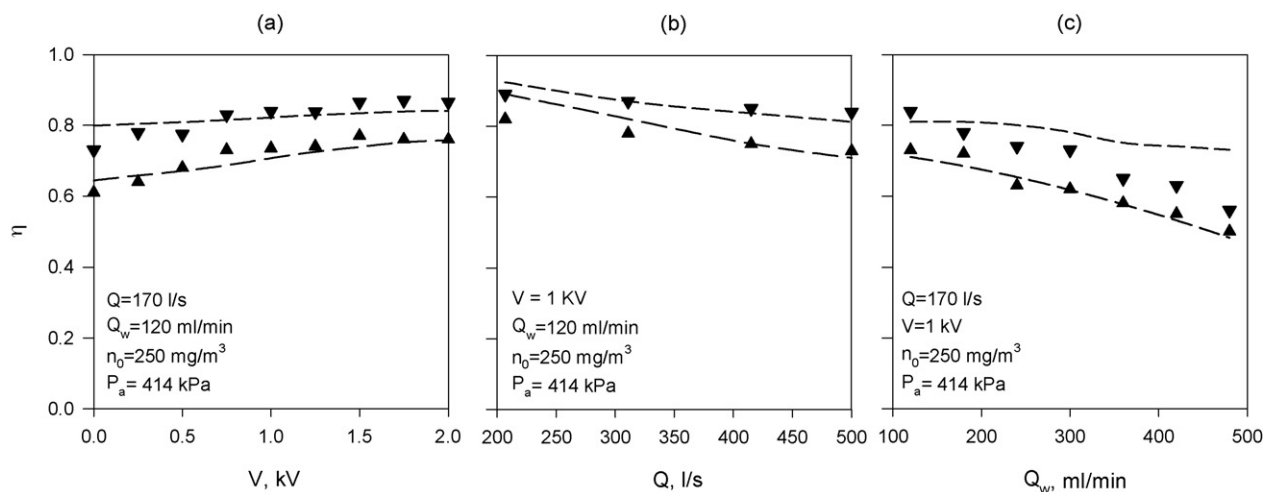 (a) (b) (c)
η
1.0
0.8
0.6
0.4
0.2
0.0
Q=170 l/s
Q_w=120 ml/min
n_0=250 mg/m³
P_a= 414 kPa
0.0 0.5 1.0 1.5 2.0
V, kV
V = 1 KV
Q_w=120 ml/min
n_0=250 mg/m³
P_a= 414 kPa
200 250 300 350 400 450 500
Q, l/s
Q=170 l/s
V=1 kV
n_0=250 mg/m³
P_a= 414 kPa
100 200 300 400 500
Q_w, ml/min